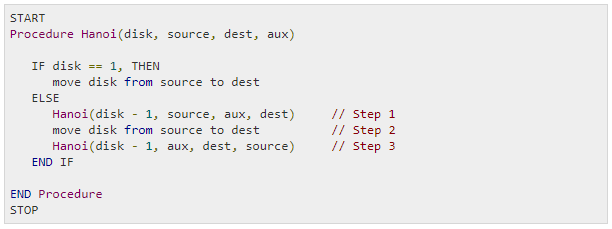 START
Procedure Hanoi(disk, source, dest, aux)
IF disk == 1, THEN
move disk from source to dest
ELSE
Hanoi(disk - 1, source, aux, dest)     // Step 1
move disk from source to dest          // Step 2
Hanoi(disk - 1, aux, dest, source)     // Step 3
END IF
END Procedure
STOP